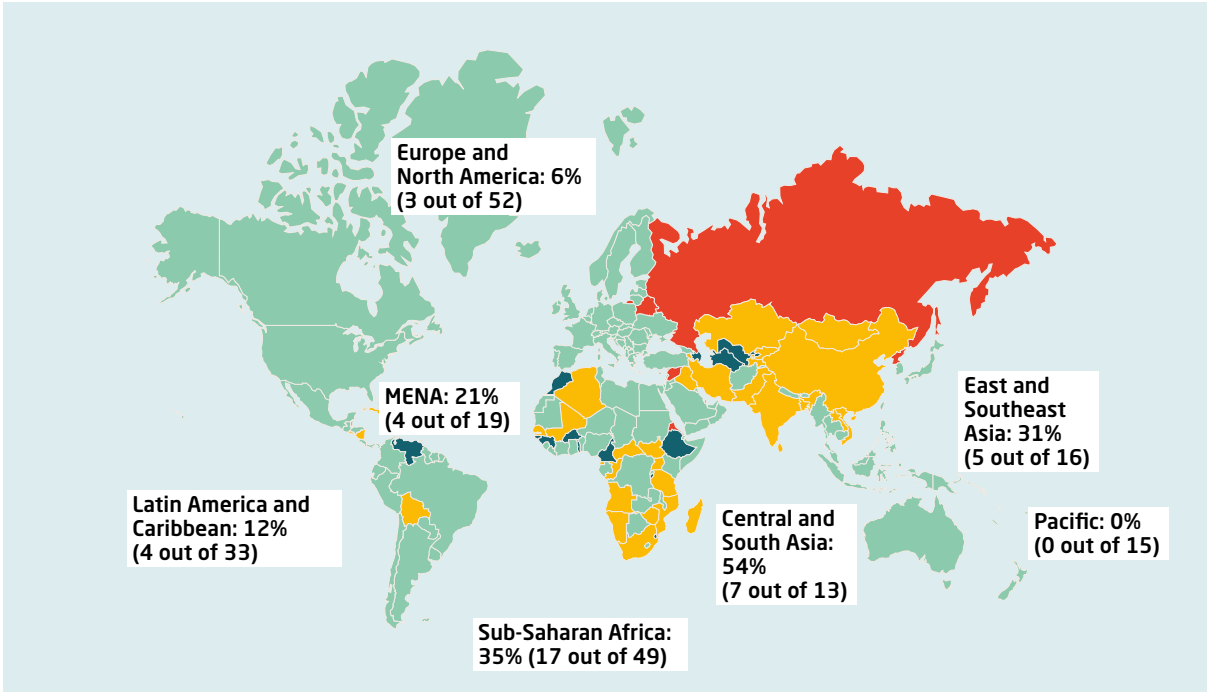 Europe and
North America: 6%
(3 out of 52)
MENA: 21%
(4 out of 19)
East and
Southeast
Asia: 31%
(5 out of 16)
Latin America and
Caribbean: 12%
(4 out of 33)
Central and
South Asia:
54%
(7 out of 13)
Pacific: 0%
(0 out of 15)
Sub-Saharan Africa:
35% (17 out of 49)